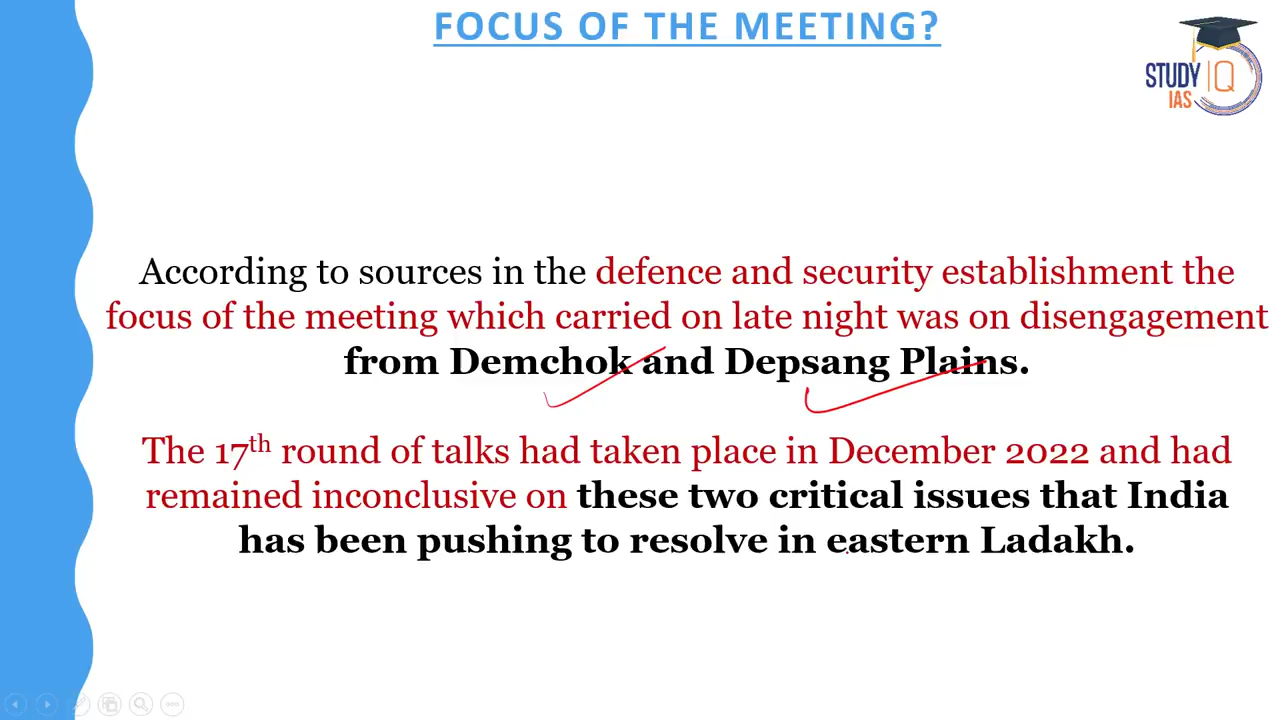 FOCUS OF THE MEETING?
STUDY IQ
IAS
According to sources in the defence and security establishment the
focus of the meeting which carried on late night was on disengagement
from Demchok and Depsang Plains.
The 17th round of talks had taken place in December 2022 and had
remained inconclusive on these two critical issues that India
has been pushing to resolve in eastern Ladakh.